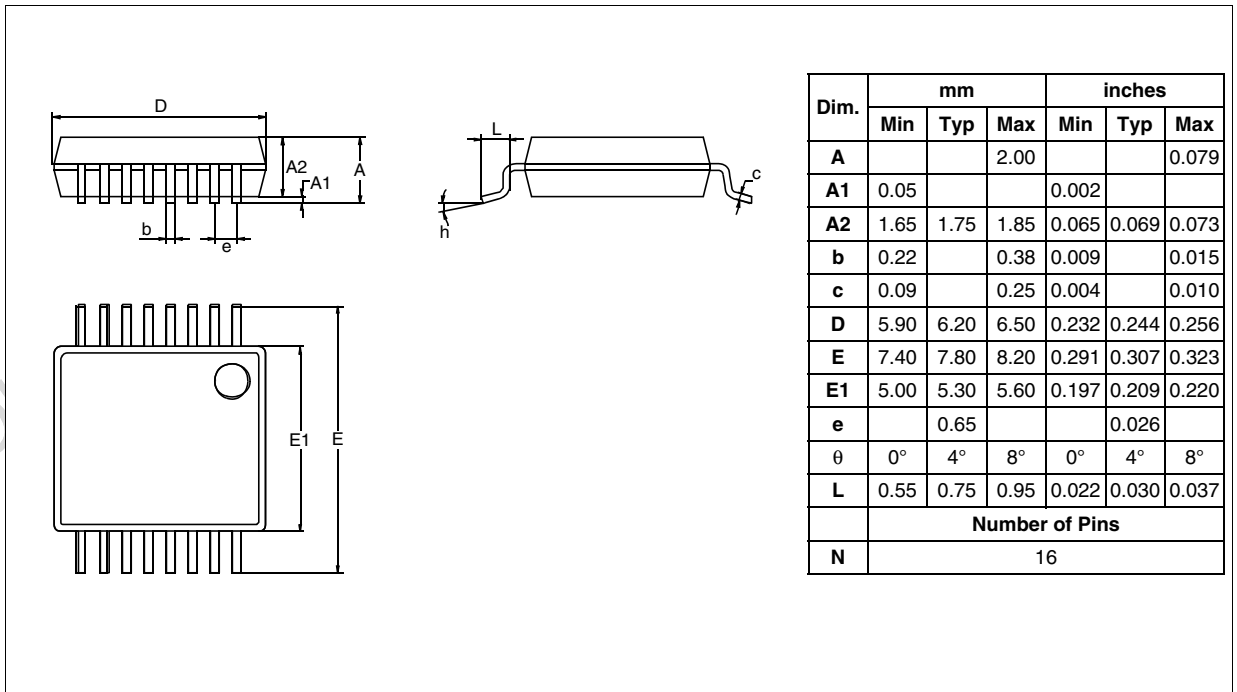 D
A2
A
A1
b
e
L
c
h
E1
E
Dim. mm inches
Min Typ Max Min Typ Max
A 2.00 0.079
A1 0.05 0.002
A2 1.65 1.75 1.85 0.065 0.069 0.073
b 0.22 0.38 0.009 0.015
c 0.09 0.25 0.004 0.010
D 5.90 6.20 6.50 0.232 0.244 0.256
E 7.40 7.80 8.20 0.291 0.307 0.323
E1 5.00 5.30 5.60 0.197 0.209 0.220
e 0.65 0.026
θ 0° 4° 8° 0° 4° 8°
L 0.55 0.75 0.95 0.022 0.030 0.037
Number of Pins
N 16